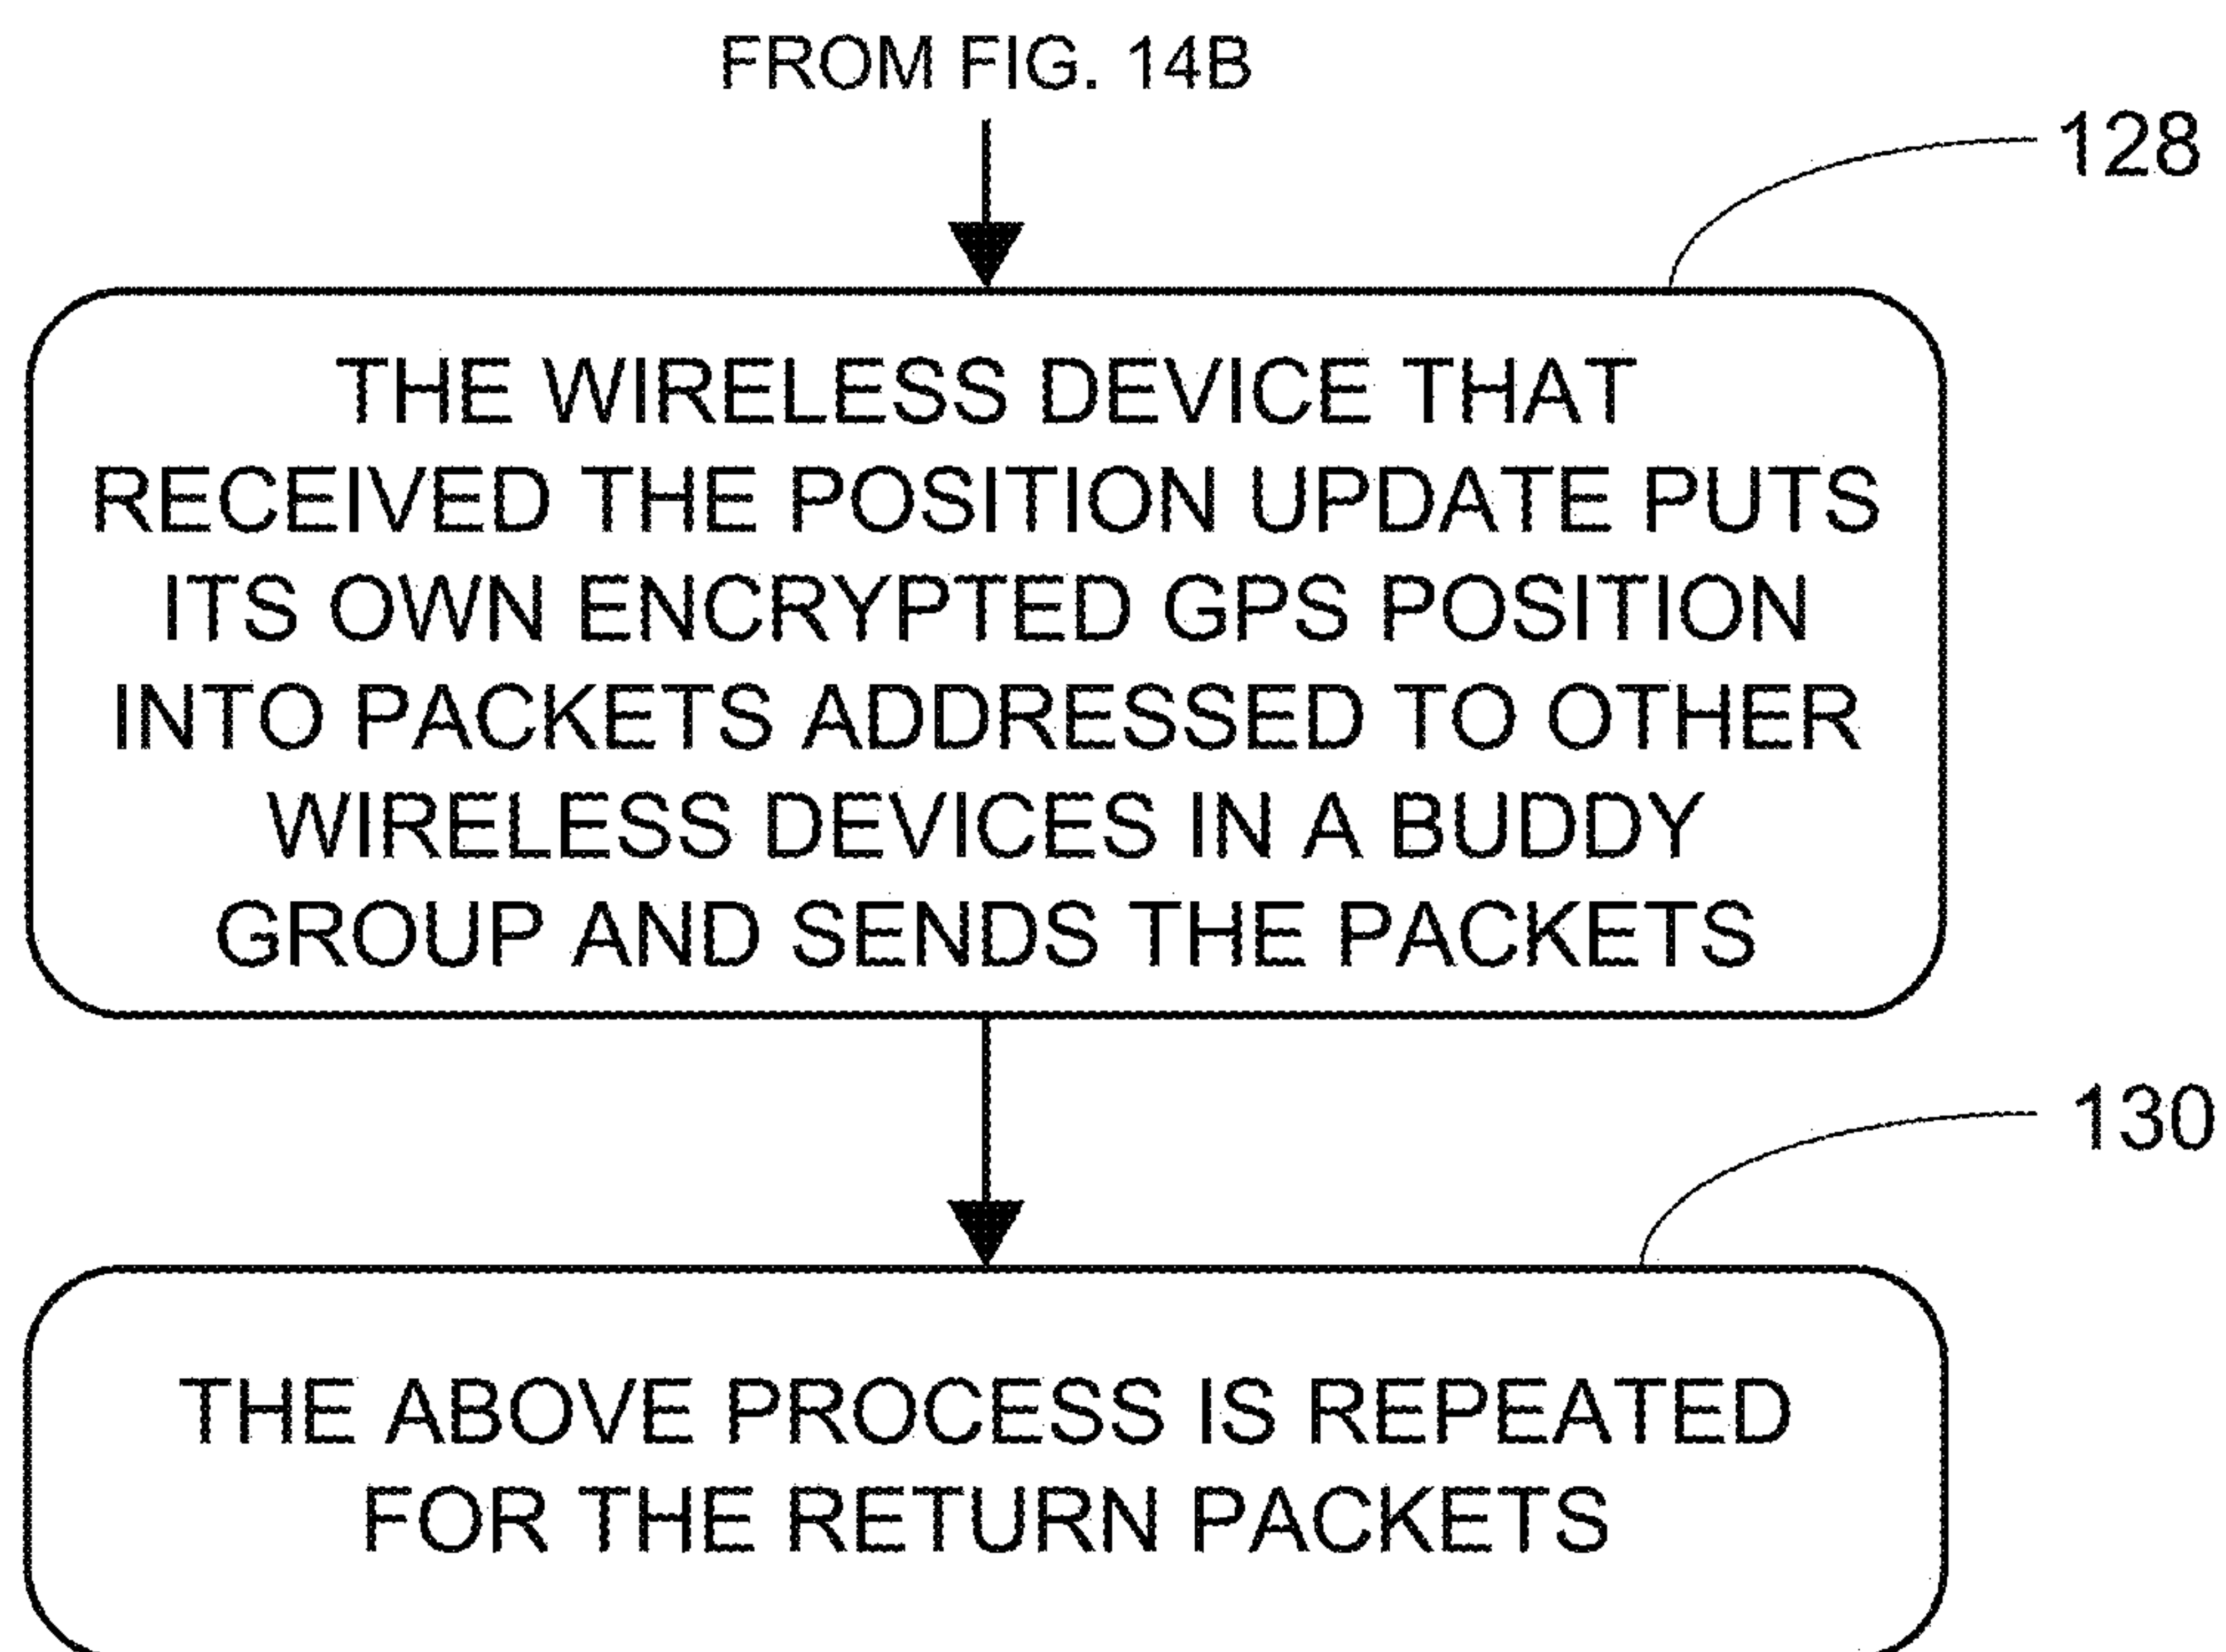 FROM FIG. 14B
128
THE WIRELESS DEVICE THAT
RECEIVED THE POSITION UPDATE PUTS
ITS OWN ENCRYPTED GPS POSITION
INTO PACKETS ADDRESSED TO OTHER
WIRELESS DEVICES IN A BUDDY
GROUP AND SENDS THE PACKETS
130
THE ABOVE PROCESS IS REPEATED
FOR THE RETURN PACKETS